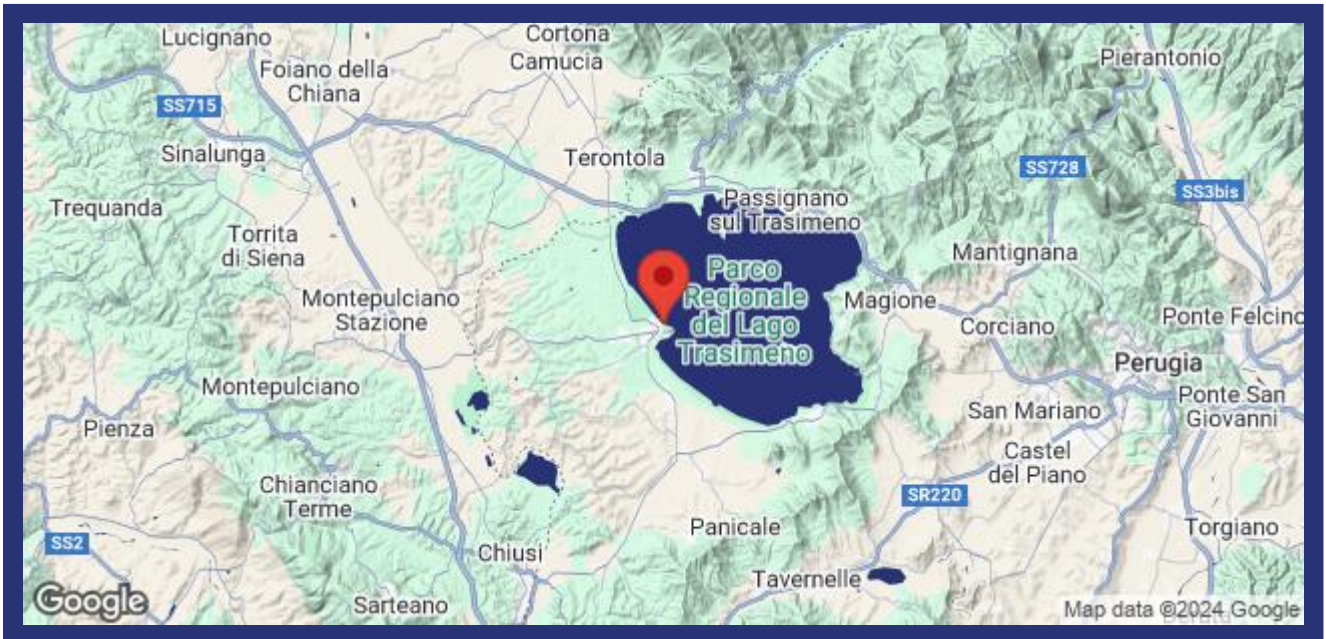 Lucignano
Cortona
Camucia
Pierantonio
Foiano della
Chiana
SS715
Sinalunga
Terontola
SS728
SS3bis
Trequanda
Passignano
sul Trasimeno
Torrita
di Siena
Mantignana
Parco
Regionale
del Lago
Trasimeno
Montepulciano
Stazione
Magione
Corciano
Ponte Felcino
Perugia
Montepulciano
Ponte San
Giovanni
San Mariano
Pienza
Castel
del Piano
Chianciano
Terme
SR220
Panicale
Torgiano
SS2
Chiusi
Tavernelle
Google
Sarteano
Map data ©2024 Google